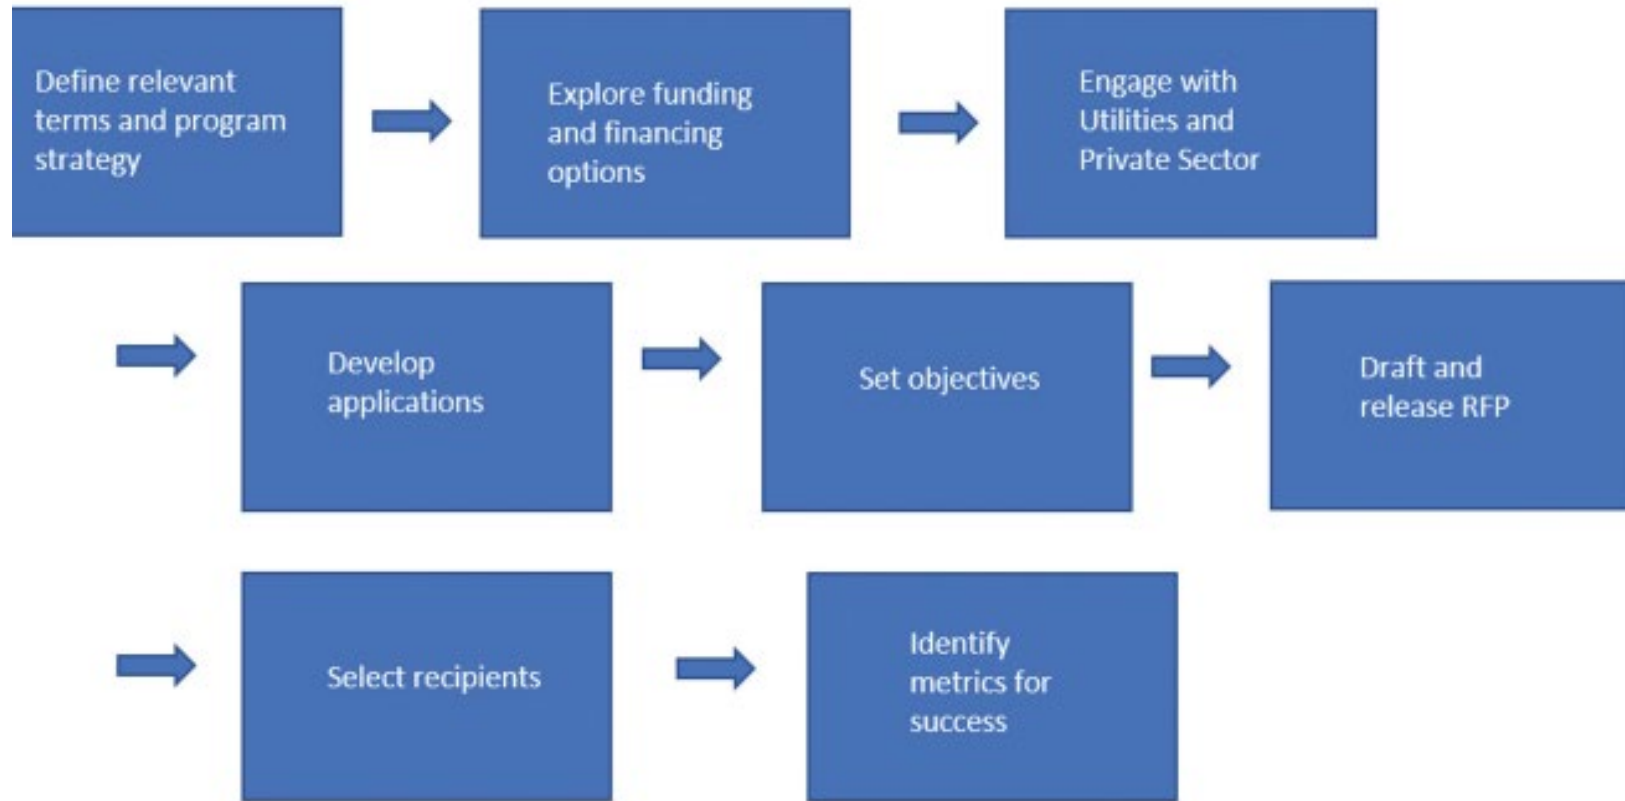 Define relevant
terms and program
strategy
Explore funding
and financing
options
Engage with
Utilities and
Private Sector
Develop
applications
Set objectives
Draft and
release RFP
Select recipients
Identify
metrics for
success